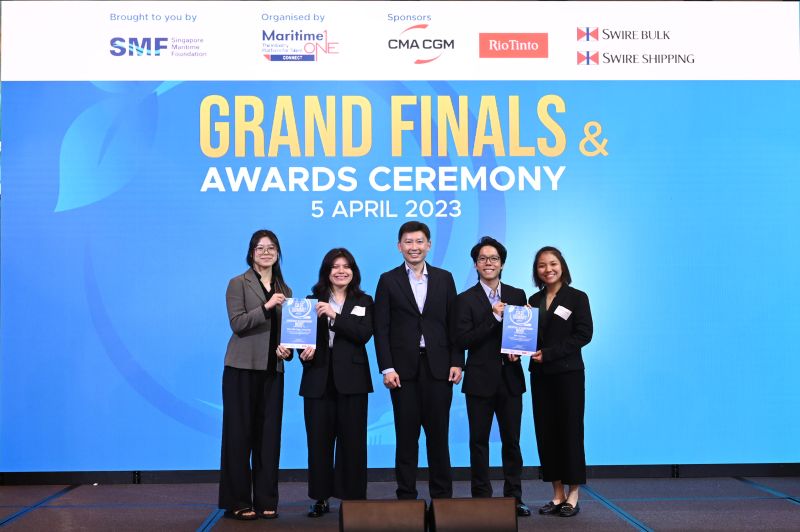 Brought to you by
Organised by
Sponsors
SMF Singapore Maritime Foundation
Maritime ONE
CONNECT
CMA CGM
RioTinto
SWIRE BULK
SWIRE SHIPPING
GRAND FINALS &
AWARDS CEREMONY
5 APRIL 2023